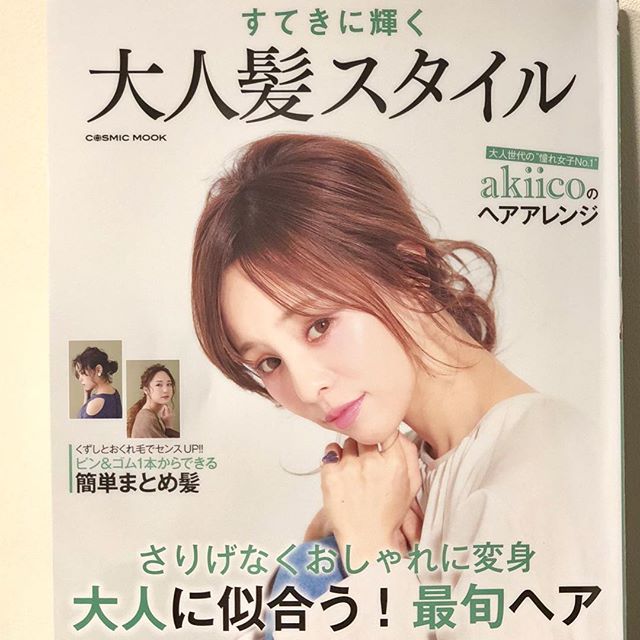 すてきに輝く
大人髪スタイル
COSMIC MOOK
大人世代の"憧れ女子No.1"
akiicoの
ヘアアレンジ
くずしとおくれ毛でセンスUP!!
ピン&ゴム1本からできる
簡単まとめ髪
さりげなくおしゃれに変身
大人に似合う!最旬ヘア